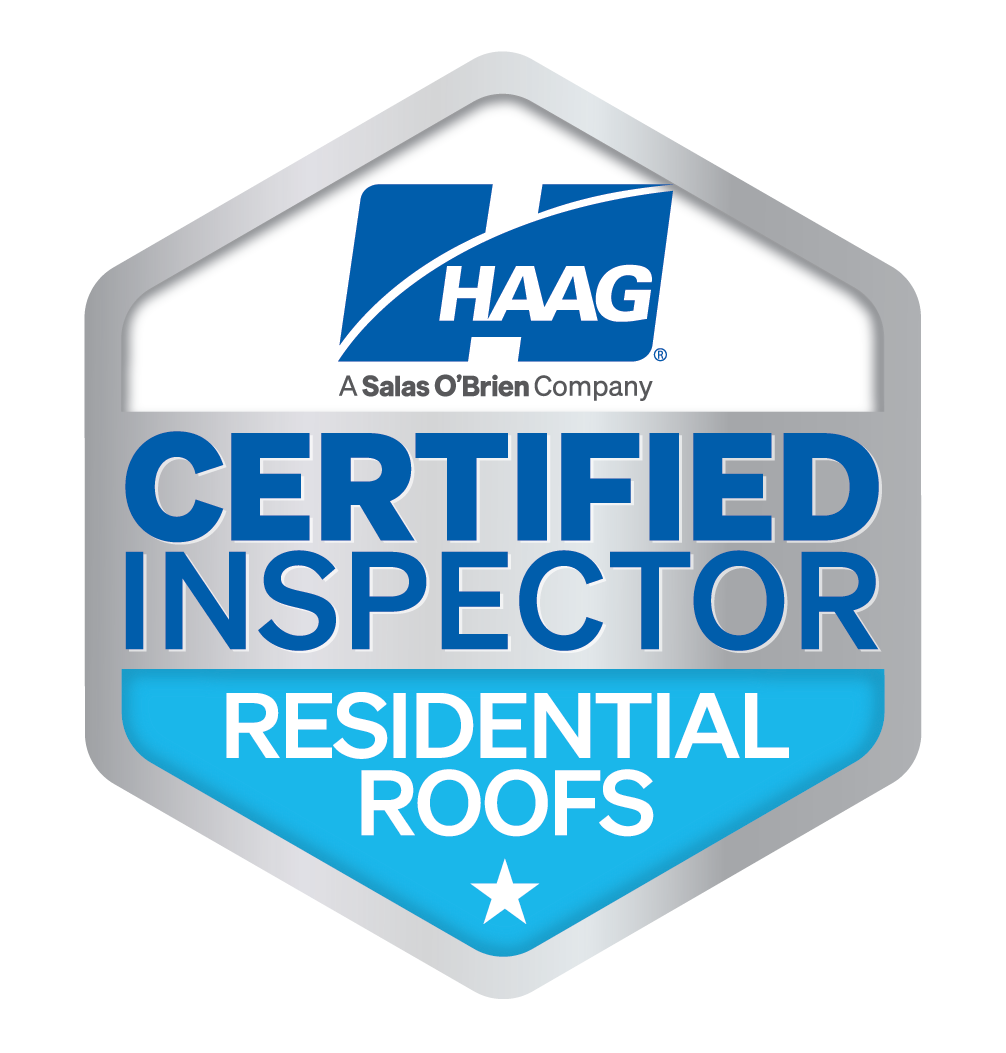 HAAG®
A Salas O'Brien Company
CERTIFIED
INSPECTOR
RESIDENTIAL
ROOFS